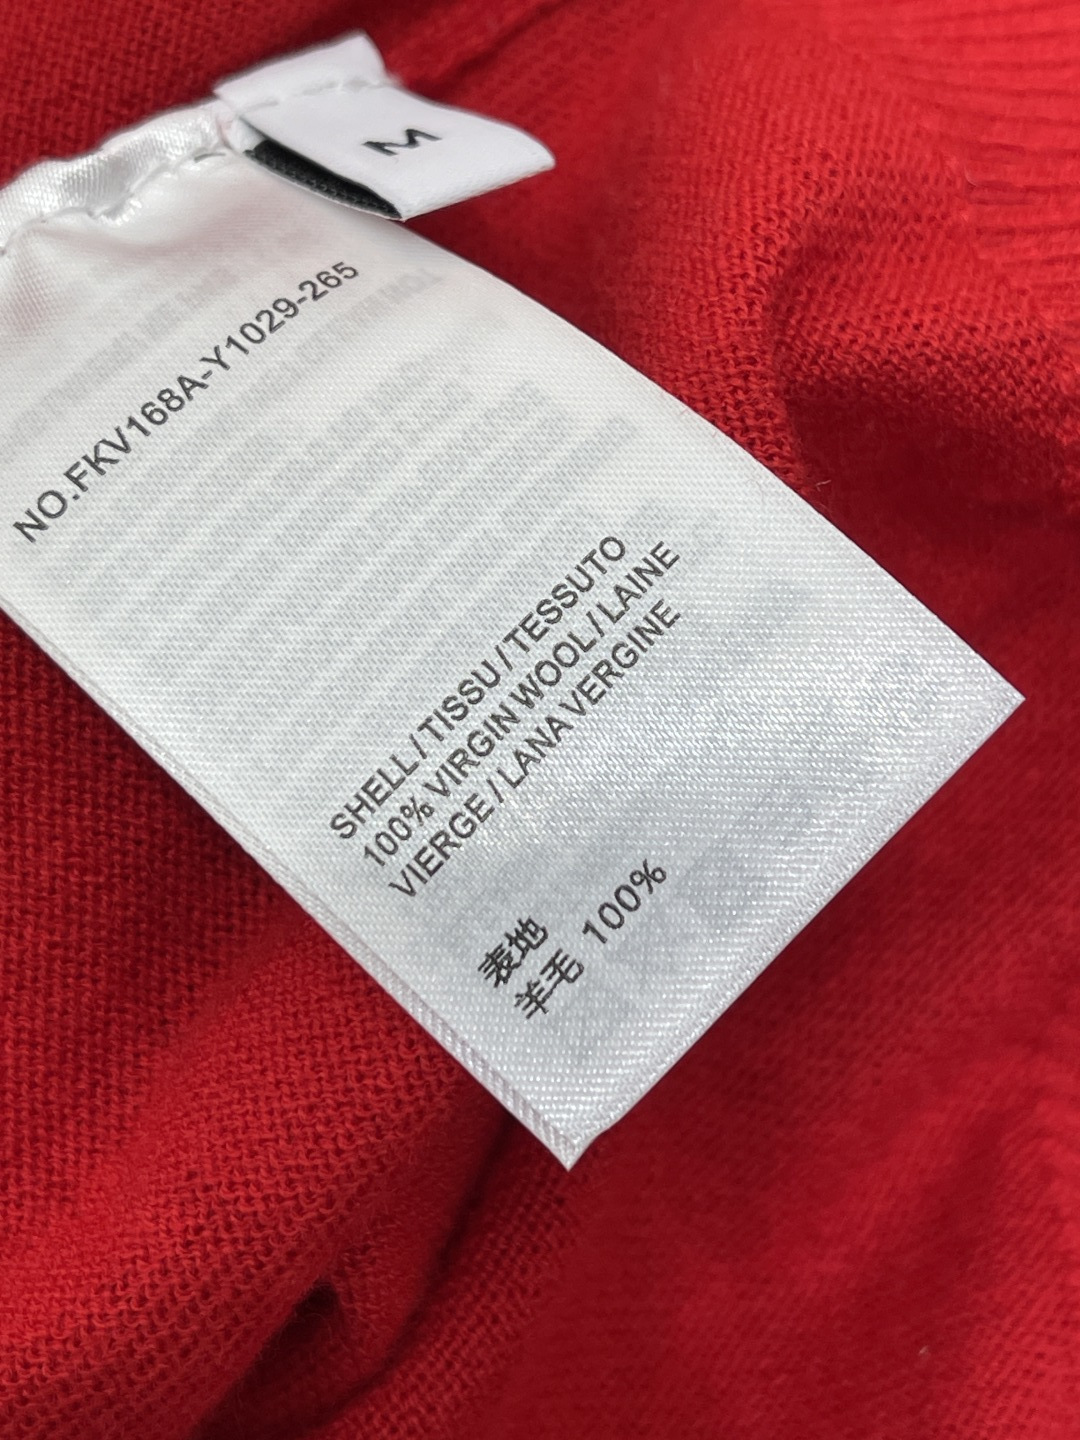 M
NO.FKV168A-Y1029-265
SHELL / TISSU / TESSUTO
100% VIRGIN WOOL / LAINE
VIERGE / LANA VERGINE
表地
羊毛 100%